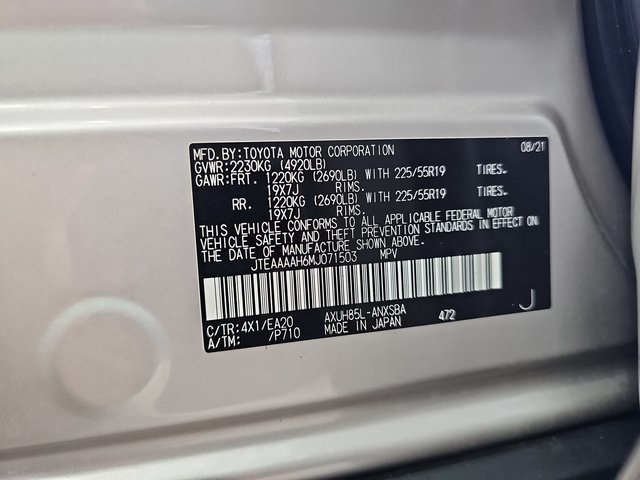 MFD.BY:TOYOTA MOTOR CORPORATION 08/21
GVWR:2230KG (4920LB)
GAWR:FRT. 1220KG (2690LB) WITH 225/55R19 TIRES.
19X7J RIMS.
RR. 1220KG (2690LB) WITH 225/55R19 TIRES.
19X7J RIMS.
THIS VEHICLE CONFORMS TO ALL APPLICABLE FEDERAL MOTOR
VEHICLE SAFETY AND THEFT PREVENTION STANDARDS IN EFFECT ON
THE DATE OF MANUFACTURE SHOWN ABOVE.
JTEAAAAH6MJ071503 MPV
C/TR:4X1/EA20 AXUH85L-ANXSBA 472 J
A/TM: /P710 MADE IN JAPAN